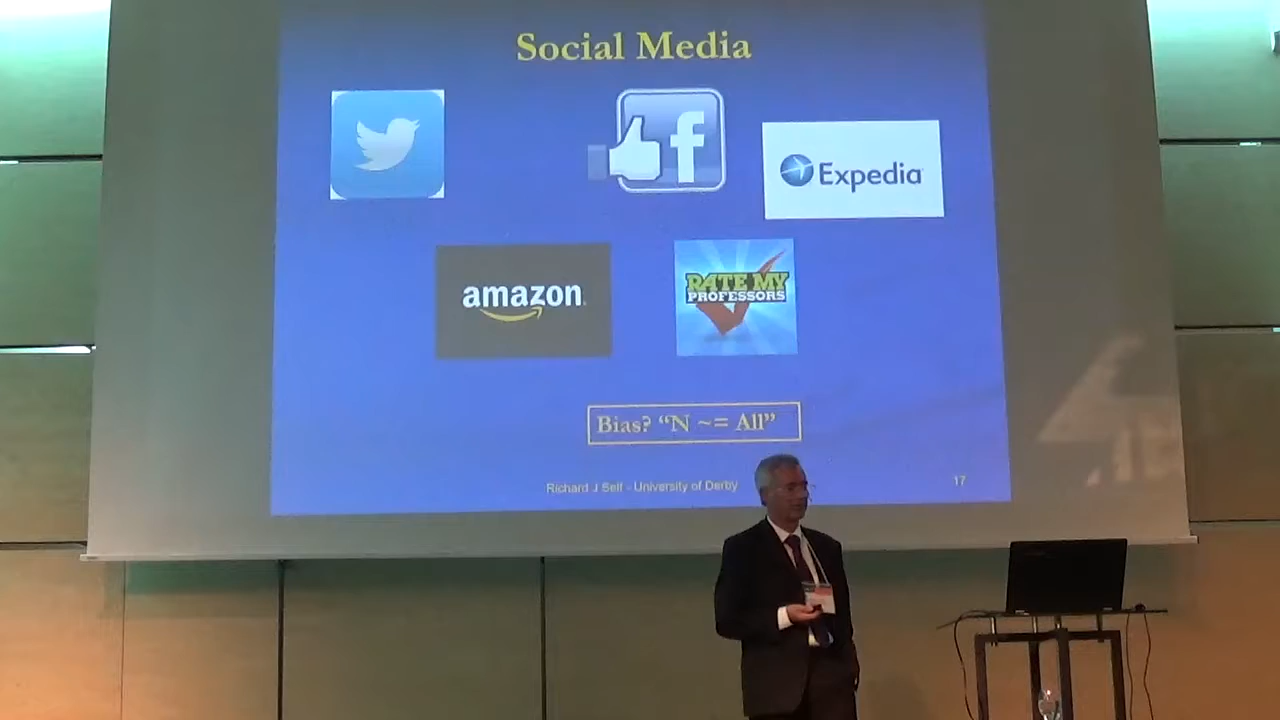 Social Media
Expedia
amazon
RATE MY
PROFESSORS
Bias? “N ~= All”
Richard J Self - University of Derby
17